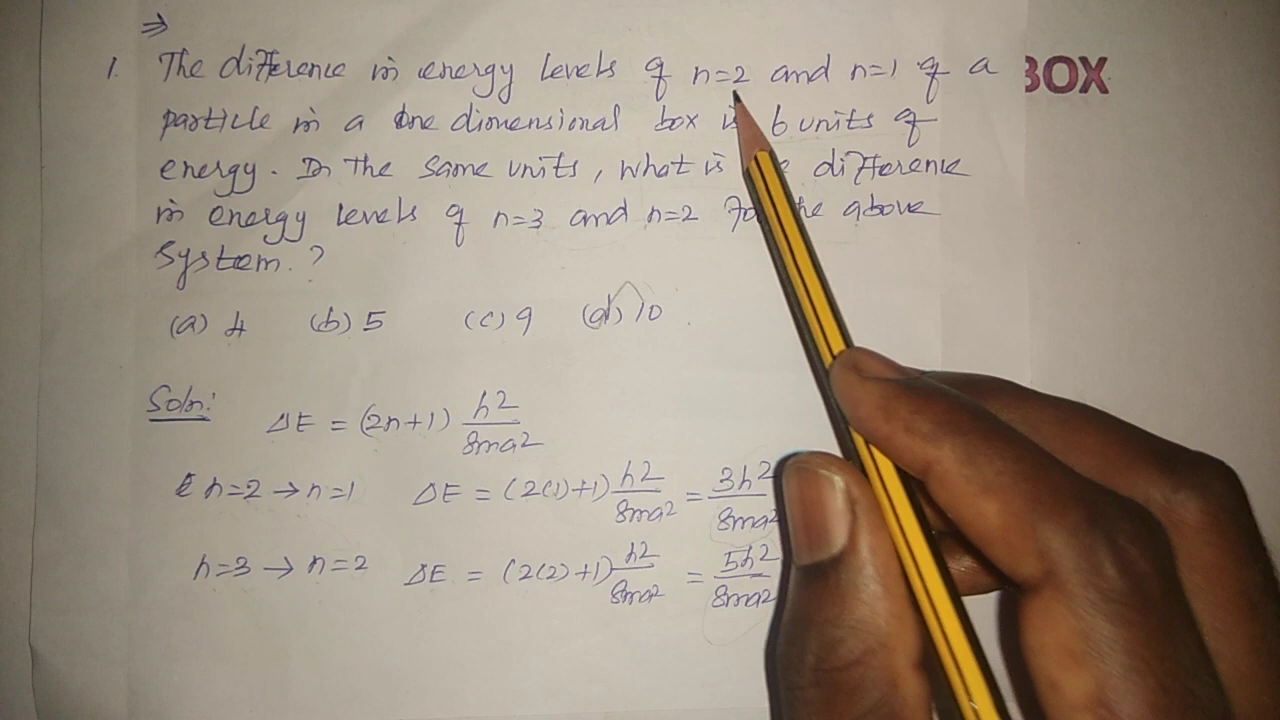 ⇒
1. The difference in energy levels of n=2 and n=1 of a
BOX
particle in a one dimensional box is 6 units of
energy. In the same units, what is difference
in energy levels of n=3 and n=2 the above
System.?
(a) 4 (b) 5 (c) 9 (d) 10
Soln:
ΔE = (2n+1) h2/8ma2
n=2 → n=1 ΔE = (2(1)+1) h2/8ma2 = 3h2/8ma2
n=3 → n=2 ΔE = (2(2)+1) h2/8ma2 = 5h2/8ma2